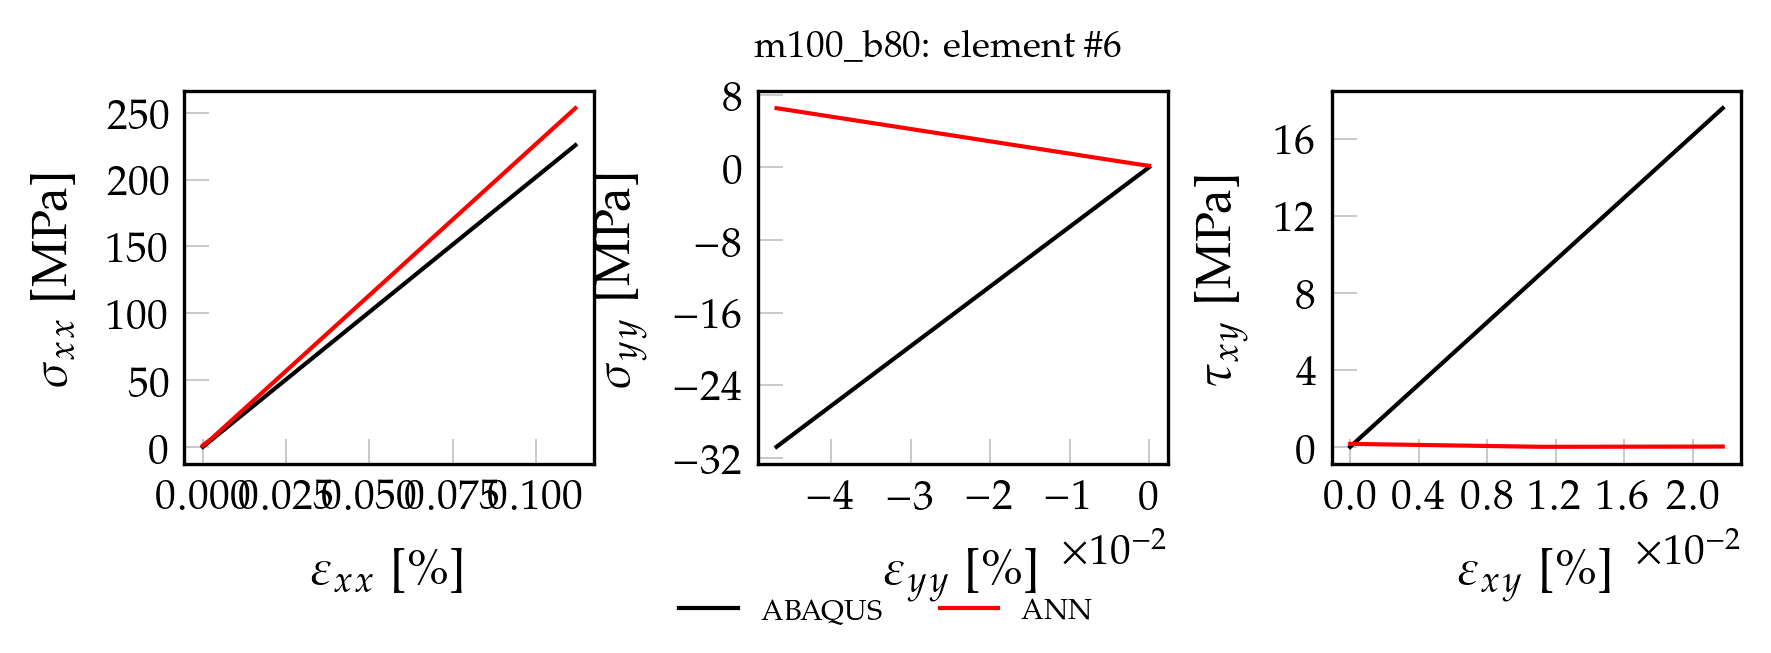 m100_b80: element #6
σxx [MPa]
250
200
150
100
50
0
0.000 0.025 0.050 0.075 0.100
εxx [%]
σyy [MPa]
8
0
−8
−16
−24
−32
−4 −3 −2 −1 0
×10−2
εyy [%]
τxy [MPa]
16
12
8
4
0
0.0 0.4 0.8 1.2 1.6 2.0
×10−2
εxy [%]
ABAQUS ANN